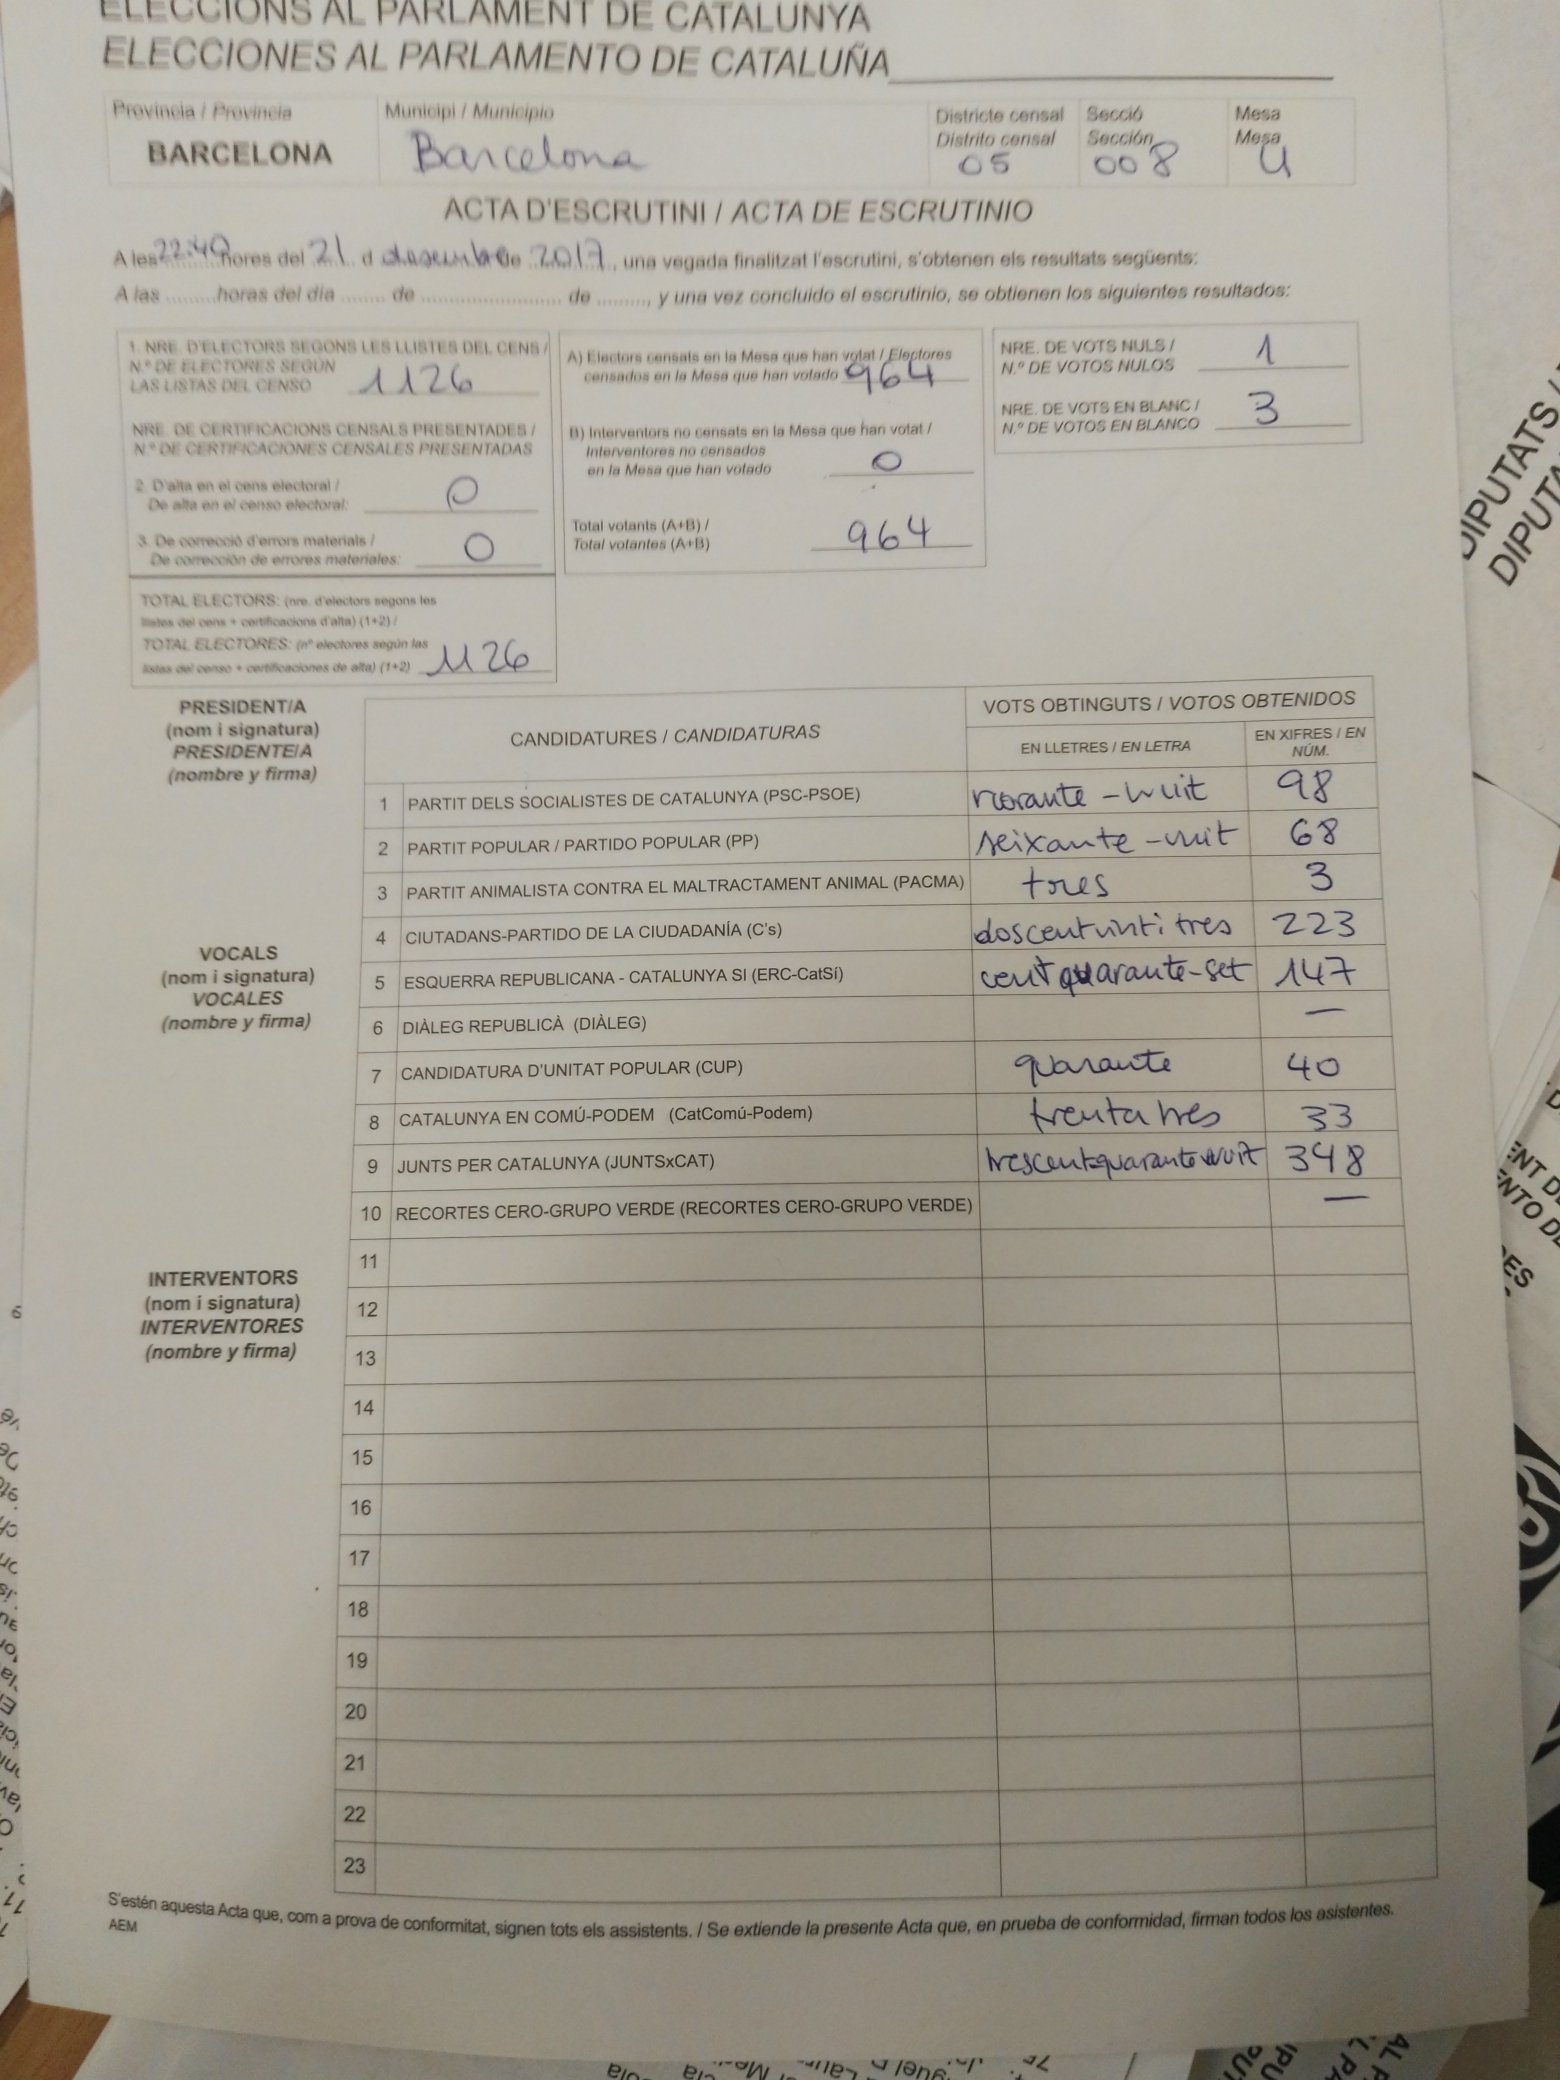 ELECCIONS AL PARLAMENT DE CATALUNYA
ELECCIONES AL PARLAMENTO DE CATALUÑA
Província / Provincia
BARCELONA
Municipi / Municipio
Barcelona
Districte censal
Distrito censal
05
Secció
Sección
008
Mesa
Mesa
U
ACTA D'ESCRUTINI / ACTA DE ESCRUTINIO
A les 22:40 hores del 21 d desembre de 2017, una vegada finalitzat l'escrutini, s'obtenen els resultats següents:
A las ........ horas del día ........ de ........................ de ........., y una vez concluido el escrutinio, se obtienen los siguientes resultados:
1. NRE. D'ELECTORS SEGONS LES LLISTES DEL CENS /
N.º DE ELECTORES SEGÚN
LAS LISTAS DEL CENSO 1126
NRE. DE CERTIFICACIONS CENSALS PRESENTADES /
N.º DE CERTIFICACIONES CENSALES PRESENTADAS
2. D'alta en el cens electoral /
De alta en el censo electoral: 0
3. De correcció d'errors materials /
De corrección de errores materiales: 0
TOTAL ELECTORS: (nre. d'electors segons les
llistes del cens + certificacions d'alta) (1+2) /
TOTAL ELECTORES: (nº electores según las
listas del censo + certificaciones de alta) (1+2) 1126
A) Electors censats en la Mesa que han votat / Electores
censados en la Mesa que han votado 964
B) Interventors no censats en la Mesa que han votat /
Interventores no censados
en la Mesa que han votado 0
Total votants (A+B) /
Total votantes (A+B) 964
NRE. DE VOTS NULS /
N.º DE VOTOS NULOS 1
NRE. DE VOTS EN BLANC /
N.º DE VOTOS EN BLANCO 3
PRESIDENT/A
(nom i signatura)
PRESIDENTE/A
(nombre y firma)
VOCALS
(nom i signatura)
VOCALES
(nombre y firma)
INTERVENTORS
(nom i signatura)
INTERVENTORES
(nombre y firma)
CANDIDATURES / CANDIDATURAS
VOTS OBTINGUTS / VOTOS OBTENIDOS
EN LLETRES / EN LETRA
EN XIFRES / EN NÚM.
1 PARTIT DELS SOCIALISTES DE CATALUNYA (PSC-PSOE) norante-vuit 98
2 PARTIT POPULAR / PARTIDO POPULAR (PP) seixante-vuit 68
3 PARTIT ANIMALISTA CONTRA EL MALTRACTAMENT ANIMAL (PACMA) tres 3
4 CIUTADANS-PARTIDO DE LA CIUDADANÍA (C's) doscent vinti tres 223
5 ESQUERRA REPUBLICANA - CATALUNYA SI (ERC-CatSí) cent quarante-set 147
6 DIÀLEG REPUBLICÀ (DIÀLEG) —
7 CANDIDATURA D'UNITAT POPULAR (CUP) quarante 40
8 CATALUNYA EN COMÚ-PODEM (CatComú-Podem) trenta tres 33
9 JUNTS PER CATALUNYA (JUNTSxCAT) trescentsquarantevuit 348
10 RECORTES CERO-GRUPO VERDE (RECORTES CERO-GRUPO VERDE) —
11
12
13
14
15
16
17
18
19
20
21
22
23
S'estén aquesta Acta que, com a prova de conformitat, signen tots els assistents. / Se extiende la presente Acta que, en prueba de conformidad, firman todos los asistentes.
AEM
DIPUTATS /